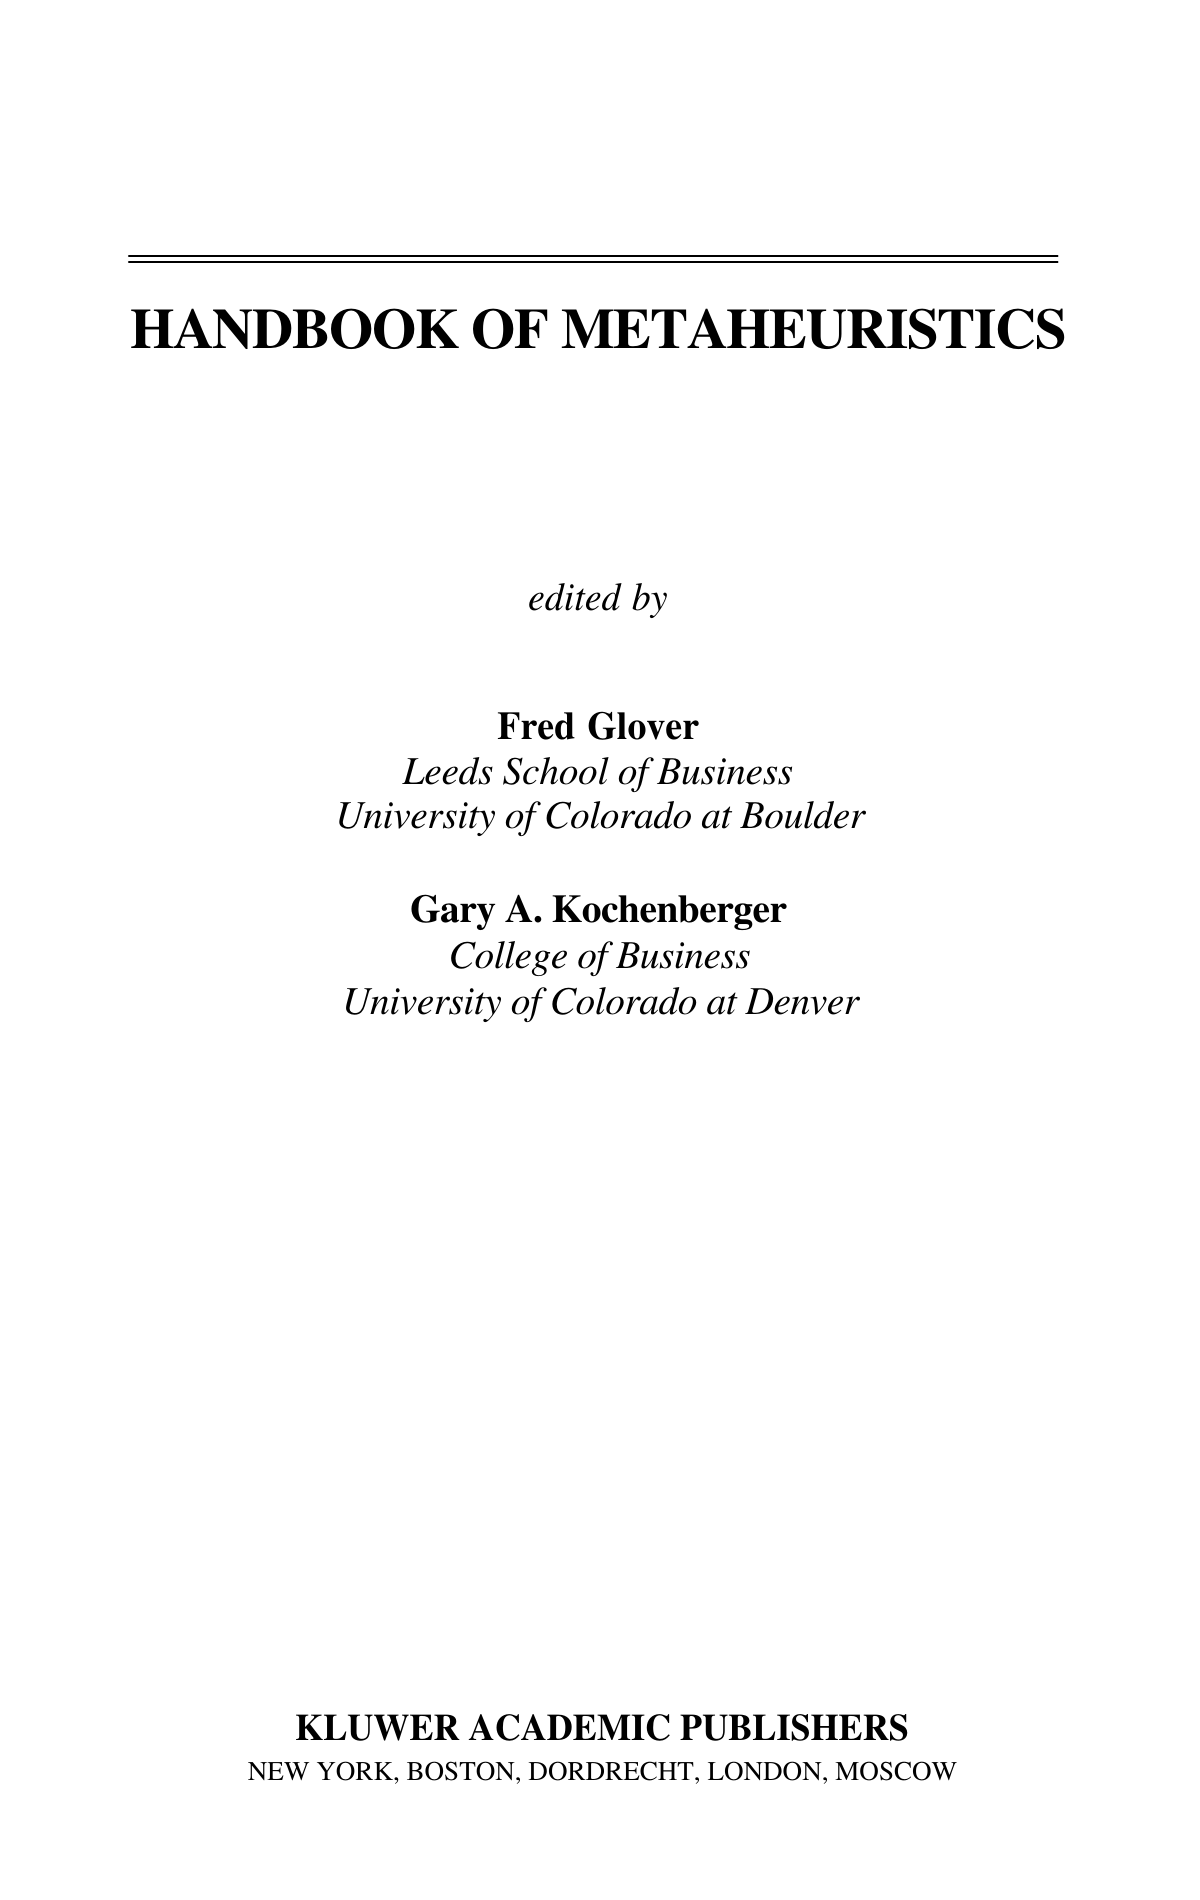 HANDBOOK OF METAHEURISTICS
edited by
Fred Glover
Leeds School of Business
University of Colorado at Boulder
Gary A. Kochenberger
College of Business
University of Colorado at Denver
KLUWER ACADEMIC PUBLISHERS
NEW YORK, BOSTON, DORDRECHT, LONDON, MOSCOW